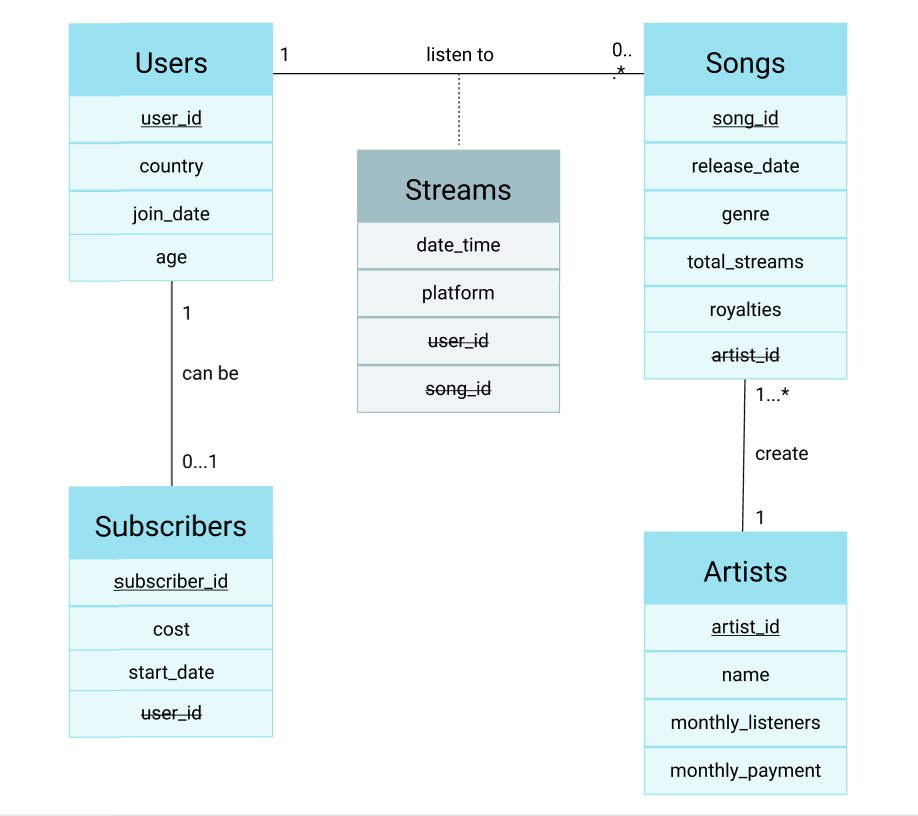 Users
user_id
country
join_date
age
1
listen to
0..
.*
Songs
song_id
release_date
genre
total_streams
royalties
artist_id
Streams
date_time
platform
user_id
song_id
1
can be
0...1
1...*
create
1
Subscribers
subscriber_id
cost
start_date
user_id
Artists
artist_id
name
monthly_listeners
monthly_payment